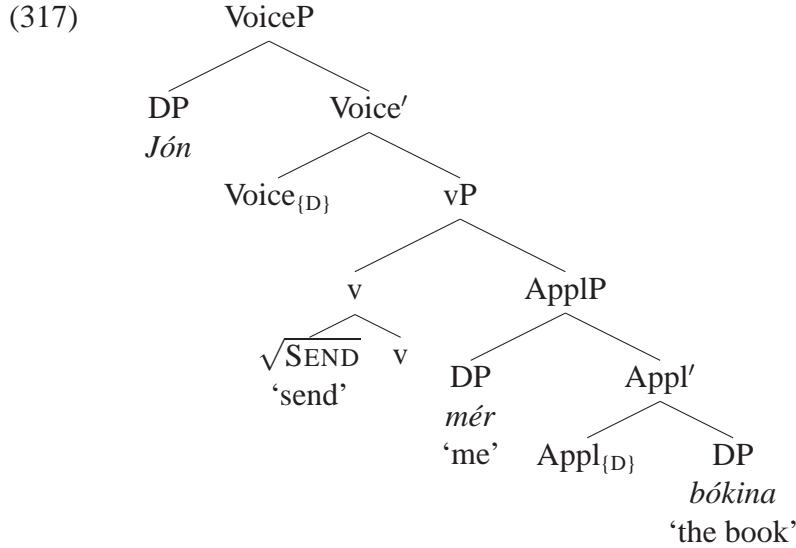 (317) VoiceP
DP Voice′
Jón
Voice{D} vP
v ApplP
√SEND v DP Appl′
‘send’ mér
‘me’ Appl{D} DP
bókina
‘the book’